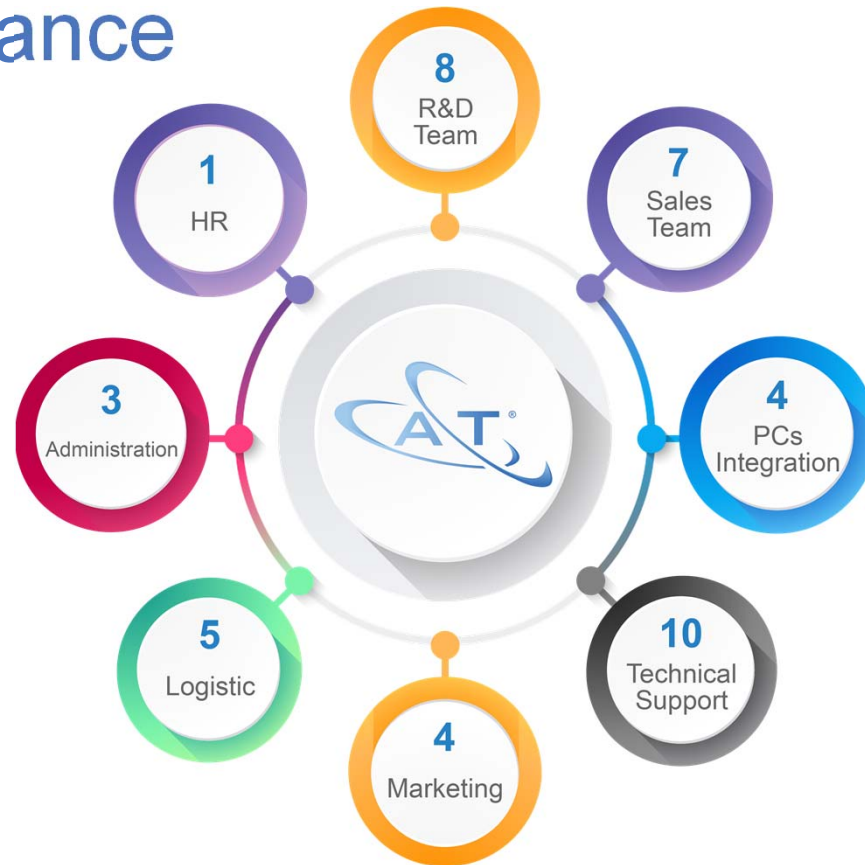 ance
8
R&D
Team
7
Sales
Team
4
PCs
Integration
10
Technical
Support
4
Marketing
5
Logistic
3
Administration
1
HR
CAT®